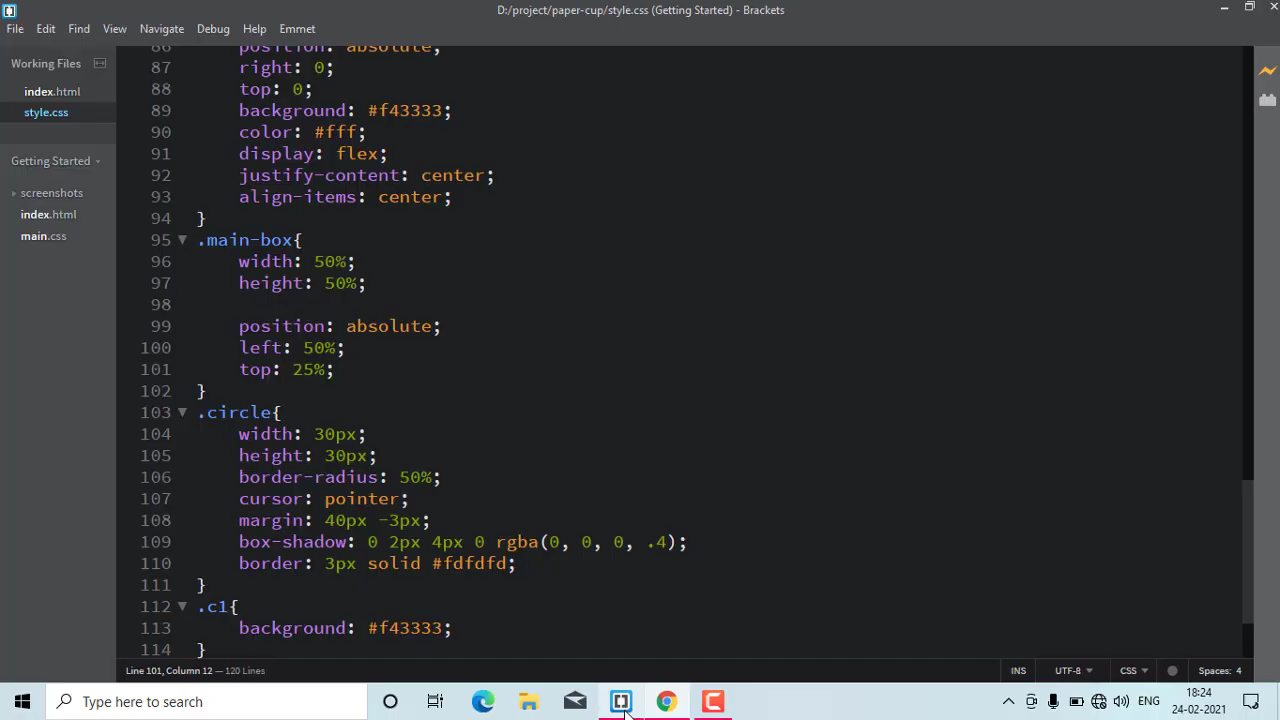 D:/project/paper-cup/style.css (Getting Started) - Brackets
File Edit Find View Navigate Debug Help Emmet
Working Files
index.html
style.css
Getting Started
screenshots
index.html
main.css
86 position: absolute;
87 right: 0;
88 top: 0;
89 background: #f43333;
90 color: #fff;
91 display: flex;
92 justify-content: center;
93 align-items: center;
94 }
95 .main-box{
96 width: 50%;
97 height: 50%;
98
99 position: absolute;
100 left: 50%;
101 top: 25%;
102 }
103 .circle{
104 width: 30px;
105 height: 30px;
106 border-radius: 50%;
107 cursor: pointer;
108 margin: 40px -3px;
109 box-shadow: 0 2px 4px 0 rgba(0, 0, 0, .4);
110 border: 3px solid #fdfdfd;
111 }
112 .c1{
113 background: #f43333;
114 }
Line 101, Column 12 — 120 Lines
INS UTF-8 CSS Spaces: 4
Type here to search
ENG
18:24
24-02-2021